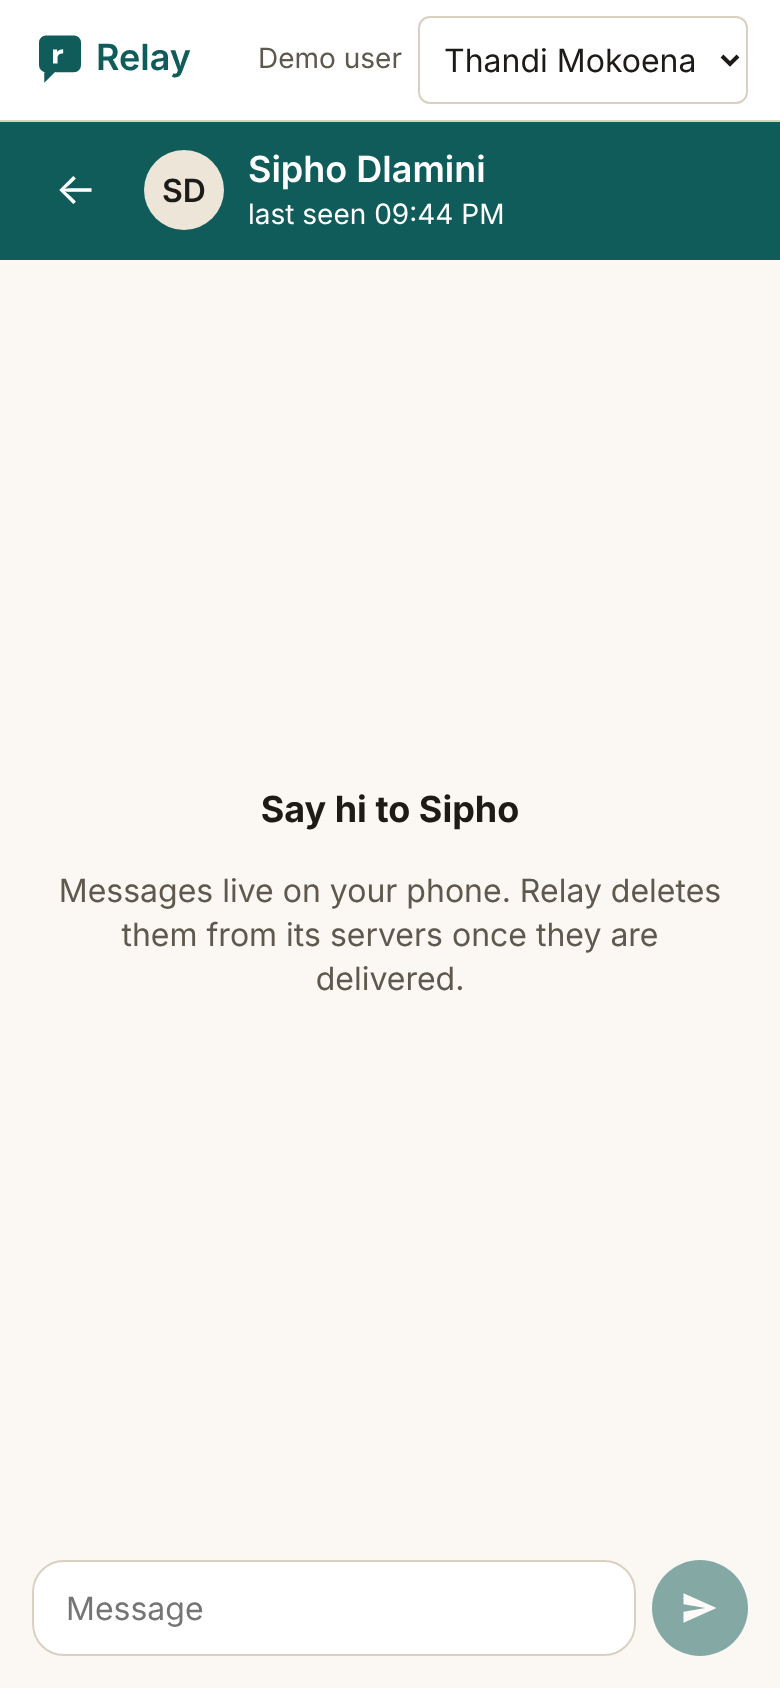 r Relay
Demo user
Thandi Mokoena
SD
Sipho Dlamini
last seen 09:44 PM
Say hi to Sipho
Messages live on your phone. Relay deletes
them from its servers once they are
delivered.
Message